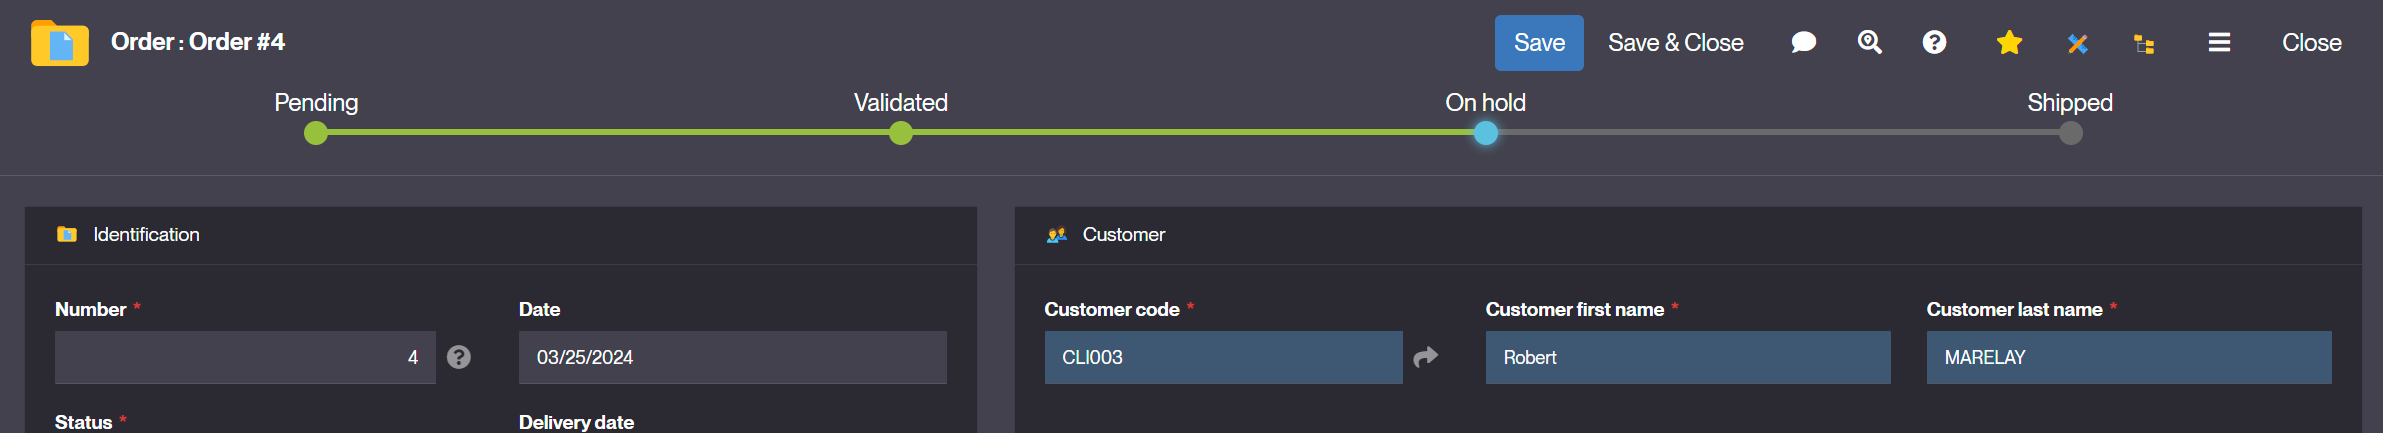 Order : Order #4
Save Save & Close Close
Pending Validated On hold Shipped
Identification
Customer
Number * Date
4 03/25/2024
Customer code * Customer first name * Customer last name *
CLI003 Robert MARELAY
Status * Delivery date